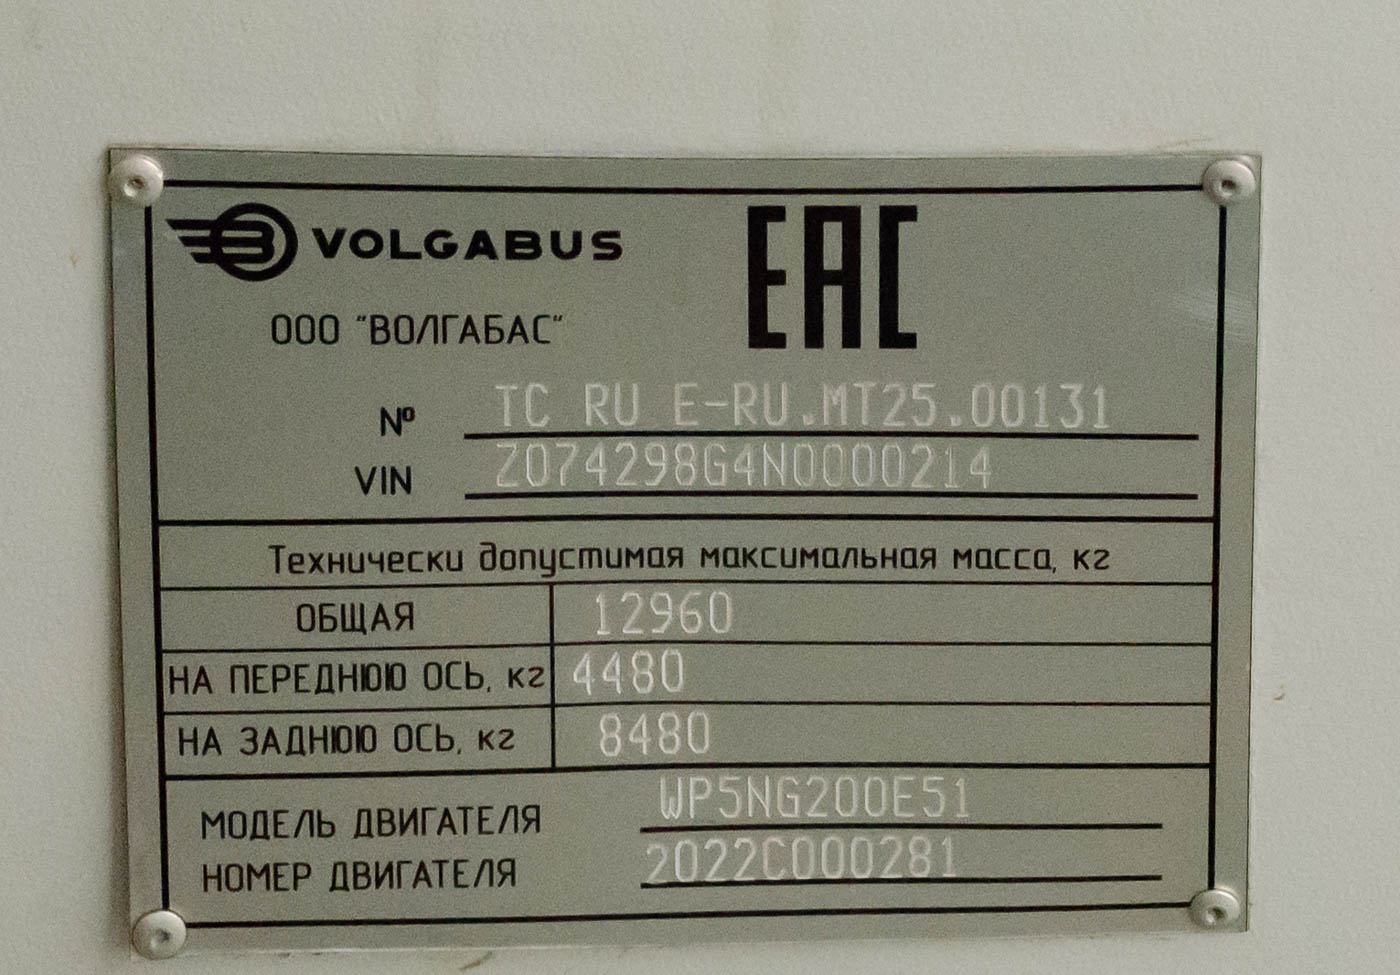 VOLGABUS
EAC
ООО "ВОЛГАБАС"
№ TC RU E-RU.MT25.00131
VIN Z074298G4N0000214
Технически допустимая максимальная масса, кг
ОБЩАЯ 12960
НА ПЕРЕДНЮЮ ОСЬ, кг 4480
НА ЗАДНЮЮ ОСЬ, кг 8480
МОДЕЛЬ ДВИГАТЕЛЯ WP5NG200E51
НОМЕР ДВИГАТЕЛЯ 2022C000281